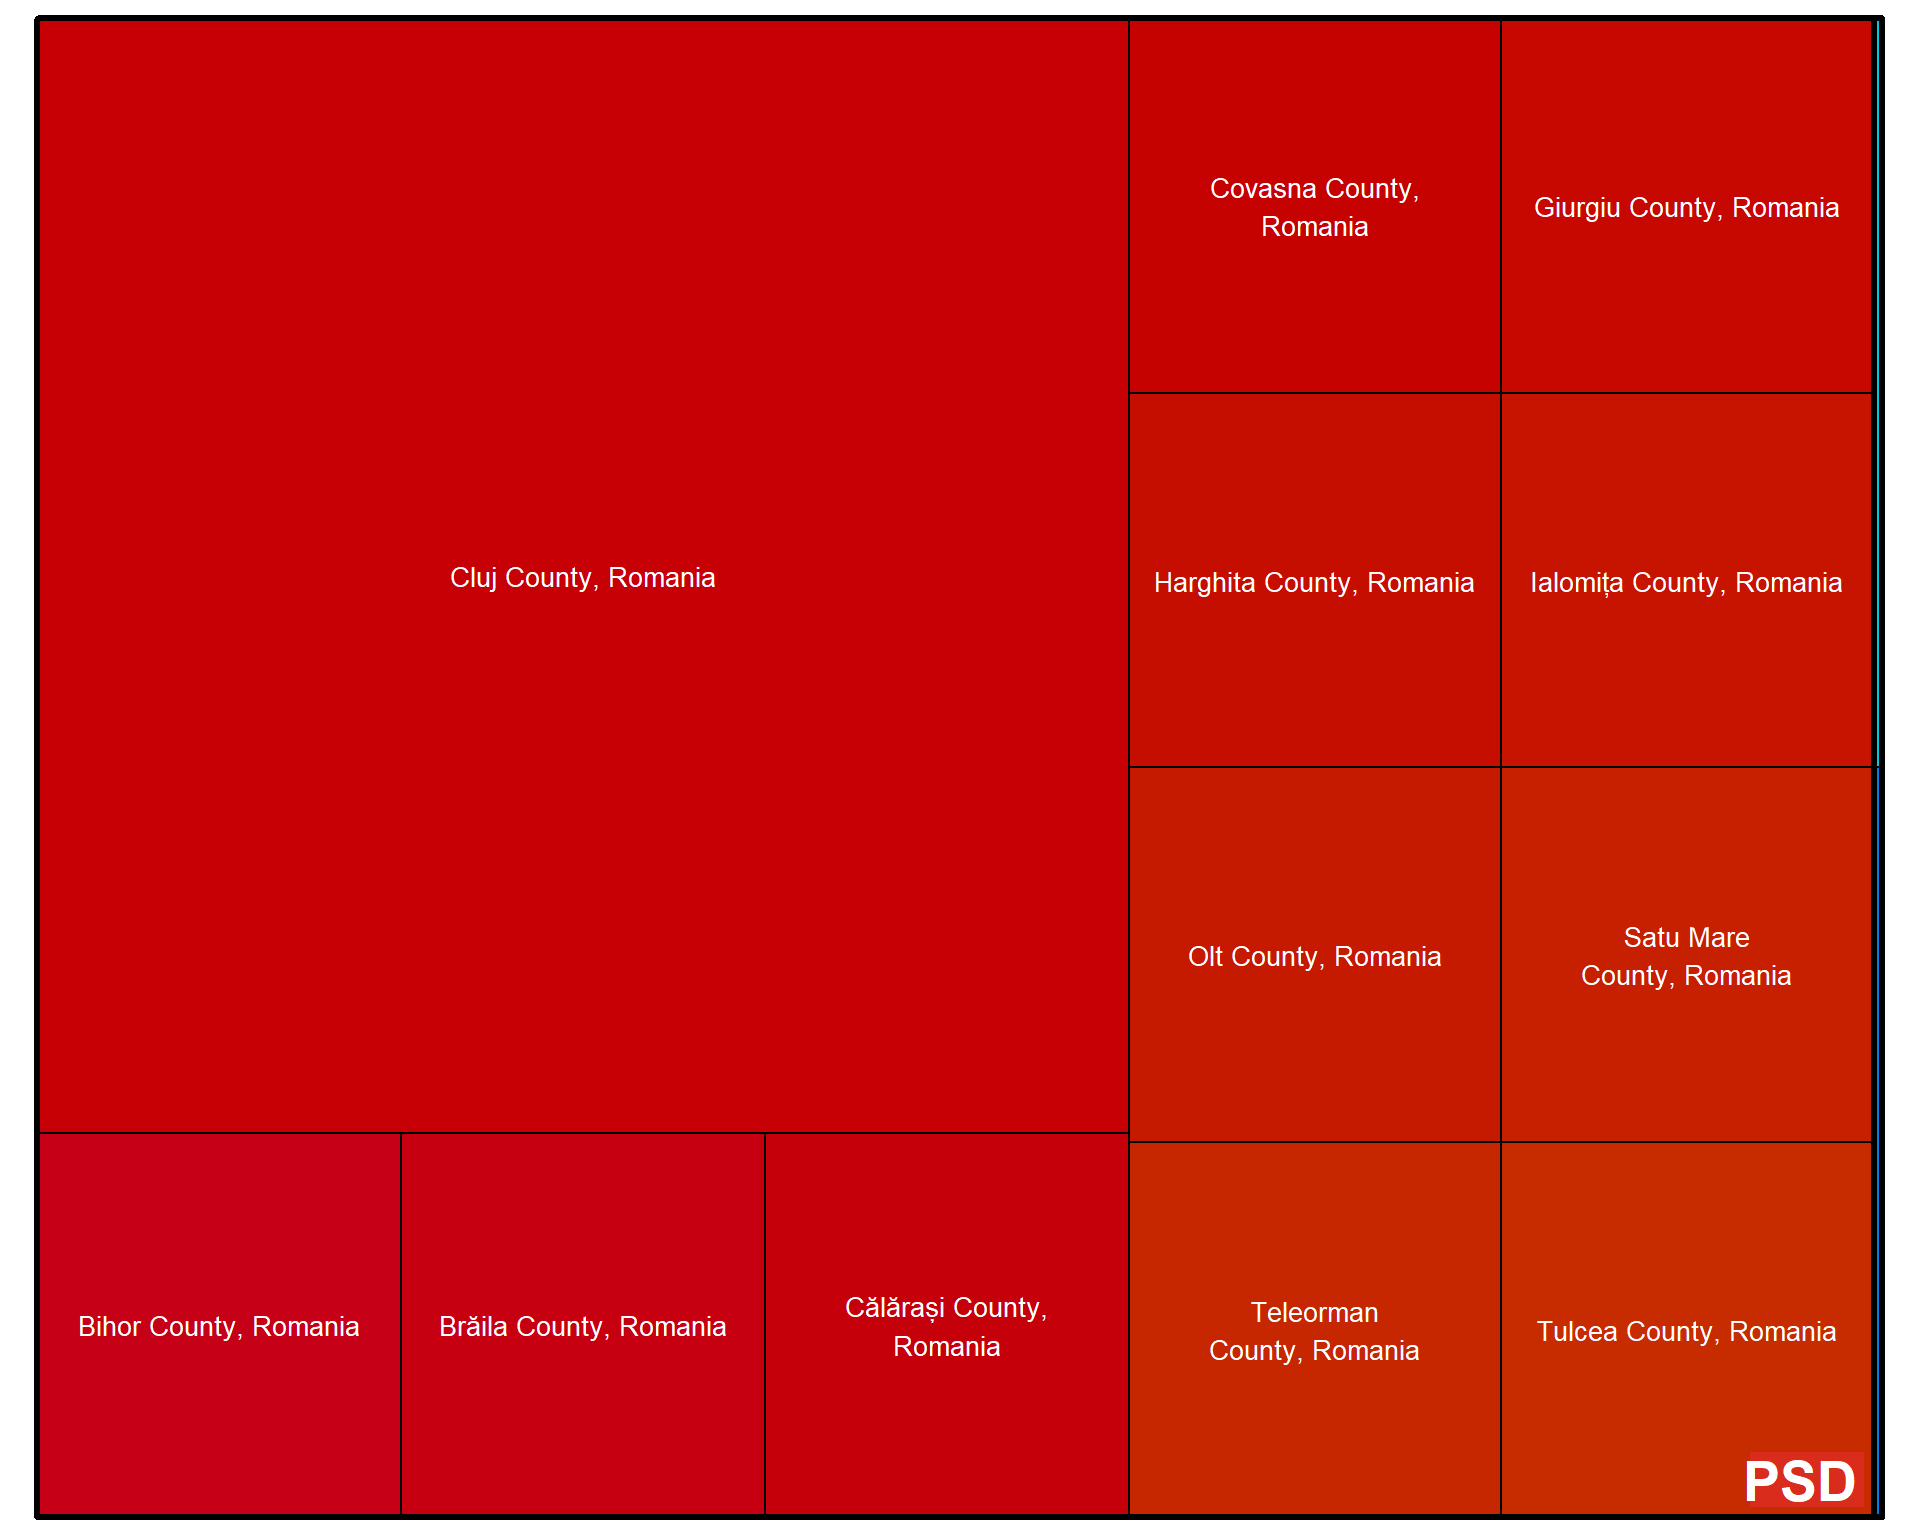 Cluj County, Romania
Covasna County,
Romania
Giurgiu County, Romania
Harghita County, Romania
Ialomița County, Romania
Olt County, Romania
Satu Mare
County, Romania
Bihor County, Romania
Brăila County, Romania
Călărași County,
Romania
Teleorman
County, Romania
Tulcea County, Romania
PSD